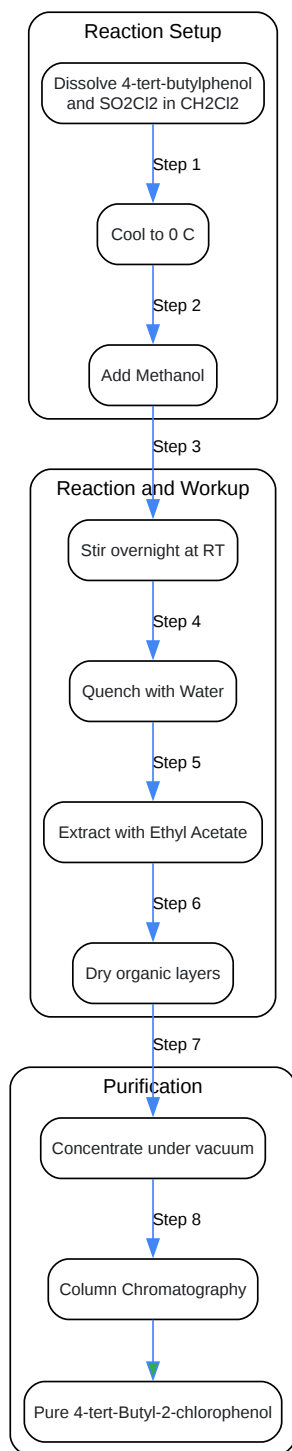 Reaction Setup
Dissolve 4-tert-butylphenol
and SO2Cl2 in CH2Cl2
Step 1
Cool to 0 C
Step 2
Add Methanol
Step 3
Reaction and Workup
Stir overnight at RT
Step 4
Quench with Water
Step 5
Extract with Ethyl Acetate
Step 6
Dry organic layers
Step 7
Purification
Concentrate under vacuum
Step 8
Column Chromatography
Pure 4-tert-Butyl-2-chlorophenol